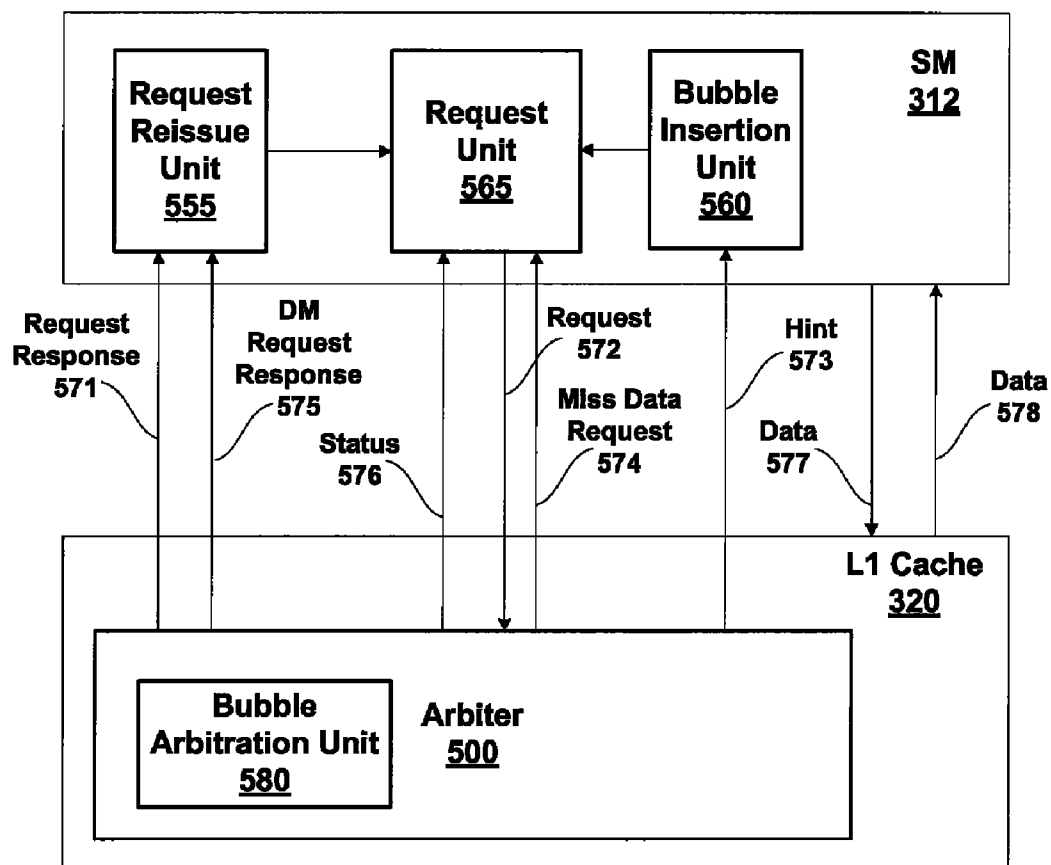 SM
312
Request
Reissue
Unit
555
Request
Unit
565
Bubble
Insertion
Unit
560
Request
Response
571
DM
Request
Response
575
Status
576
Request
572
Miss Data
Request
574
Hint
573
Data
577
Data
578
L1 Cache
320
Bubble
Arbitration Unit
580
Arbiter
500